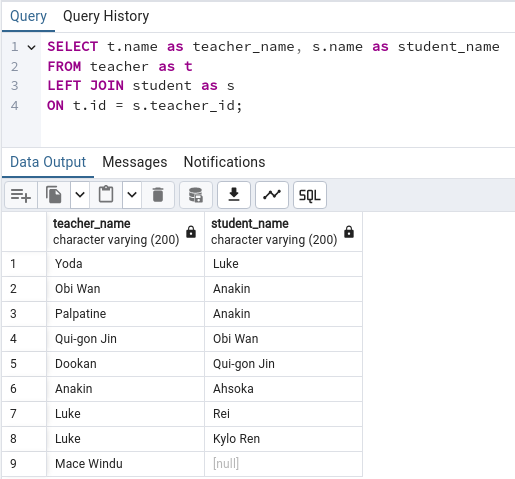 Query Query History
1 SELECT t.name as teacher_name, s.name as student_name
2 FROM teacher as t
3 LEFT JOIN student as s
4 ON t.id = s.teacher_id;
Data Output Messages Notifications
SQL
teacher_name student_name
character varying (200) character varying (200)
1 Yoda Luke
2 Obi Wan Anakin
3 Palpatine Anakin
4 Qui-gon Jin Obi Wan
5 Dookan Qui-gon Jin
6 Anakin Ahsoka
7 Luke Rei
8 Luke Kylo Ren
9 Mace Windu [null]